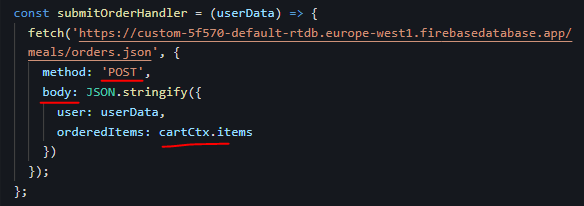 const submitOrderHandler = (userData) => {
fetch('https://custom-5f570-default-rtdb.europe-west1.firebasedatabase.app/
meals/orders.json', {
method: 'POST',
body: JSON.stringify({
user: userData,
orderedItems: cartCtx.items
})
});
};